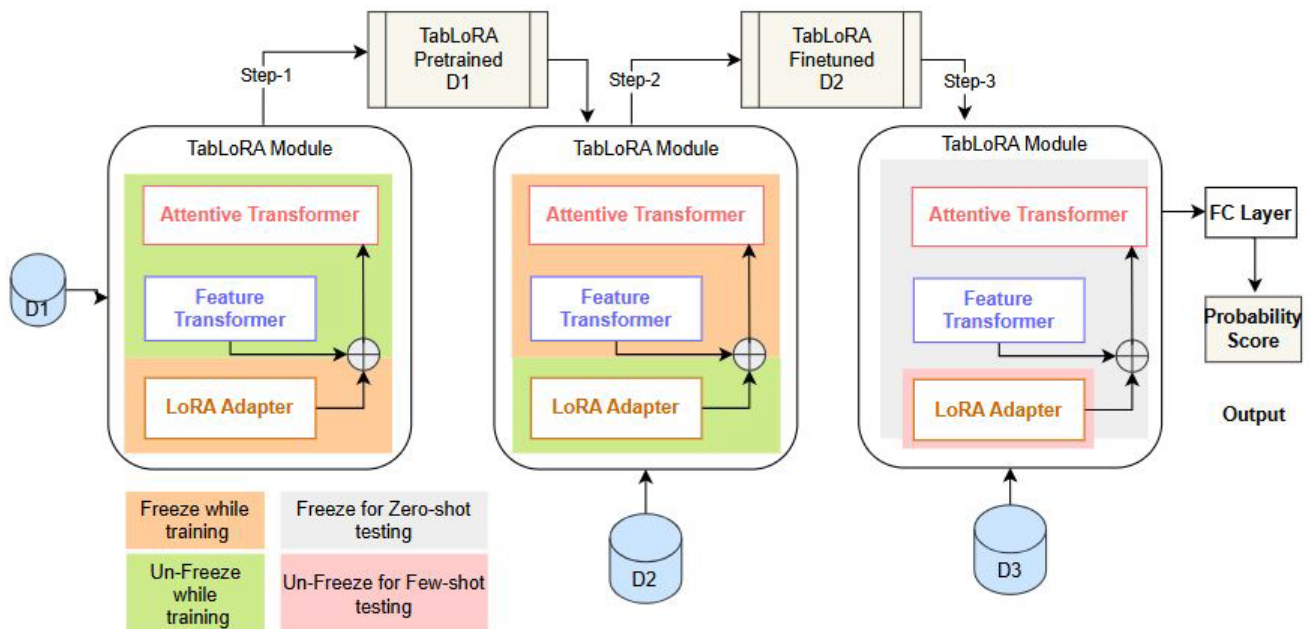 TabLoRA
Pretrained
D1
TabLoRA
Finetuned
D2
Step-1
Step-2
Step-3
TabLoRA Module
Attentive Transformer
Feature
Transformer
LoRA Adapter
D1
TabLoRA Module
Attentive Transformer
Feature
Transformer
LoRA Adapter
D2
TabLoRA Module
Attentive Transformer
Feature
Transformer
LoRA Adapter
D3
FC Layer
Probability
Score
Output
Freeze while
training
Freeze for Zero-shot
testing
Un-Freeze
while
training
Un-Freeze for Few-shot
testing